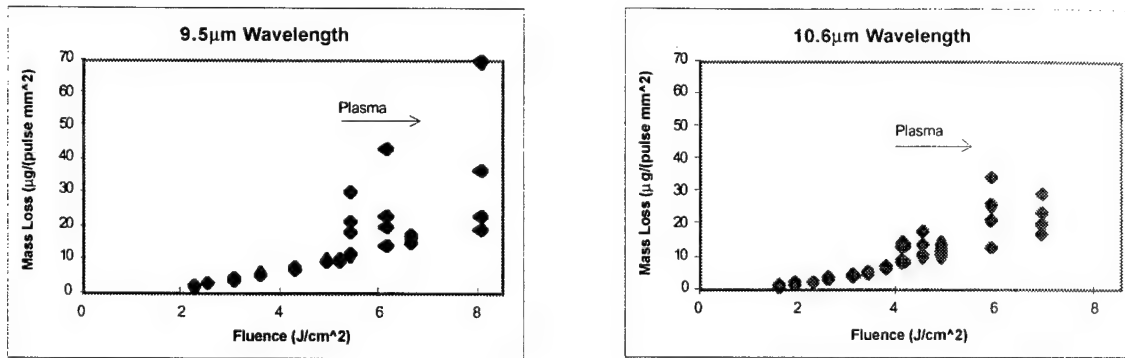 9.5μm Wavelength
Mass Loss (μg/(pulse mm^2)
70
60
50
40
30
20
10
0
Plasma
0 2 4 6 8
Fluence (J/cm^2)
10.6μm Wavelength
Mass Loss (μg/(pulse mm^2)
70
60
50
40
30
20
10
0
Plasma
0 2 4 6 8
Fluence (J/cm^2)